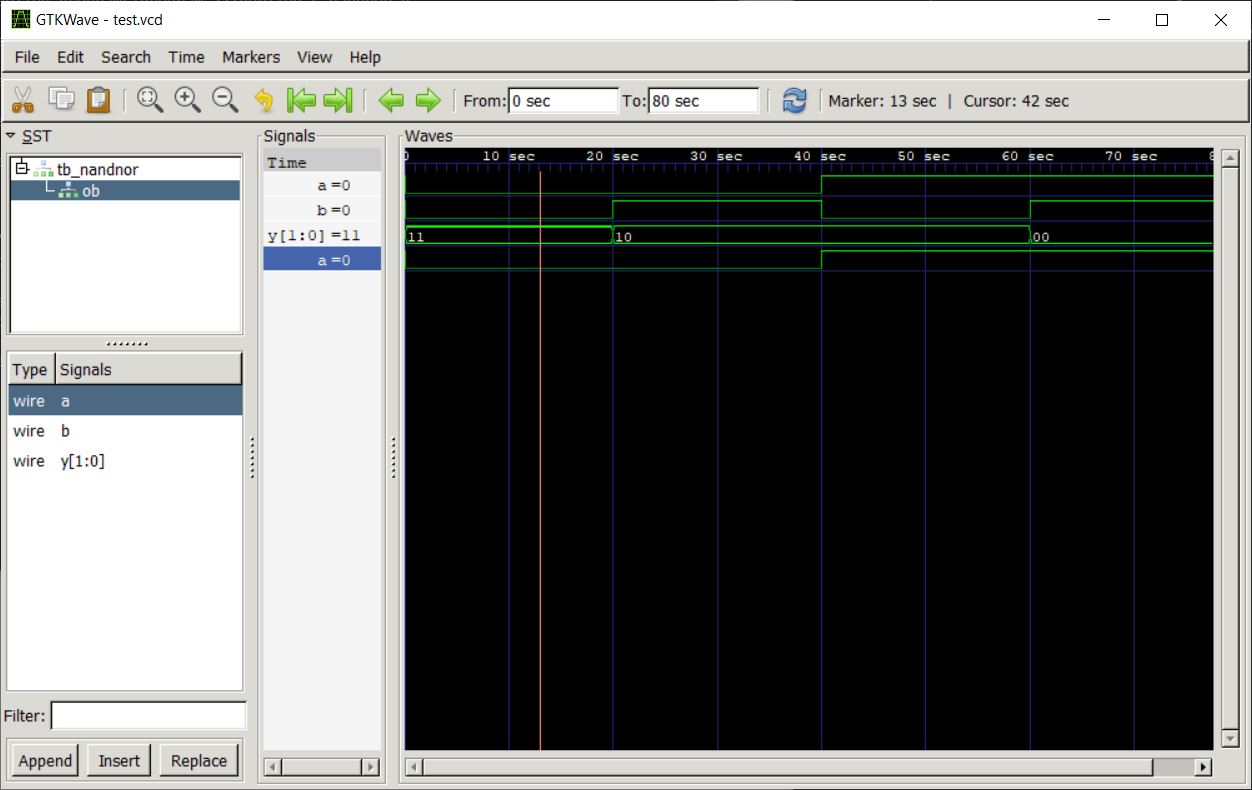 GTKWave - test.vcd
File Edit Search Time Markers View Help
From: 0 sec To: 80 sec Marker: 13 sec | Cursor: 42 sec
SST
tb_nandnor
ob
Type Signals
wire a
wire b
wire y[1:0]
Filter:
Append Insert Replace
Signals
Time
a =0
b =0
y[1:0] =11
a =0
Waves
0 10 sec 20 sec 30 sec 40 sec 50 sec 60 sec 70 sec
11 10 00